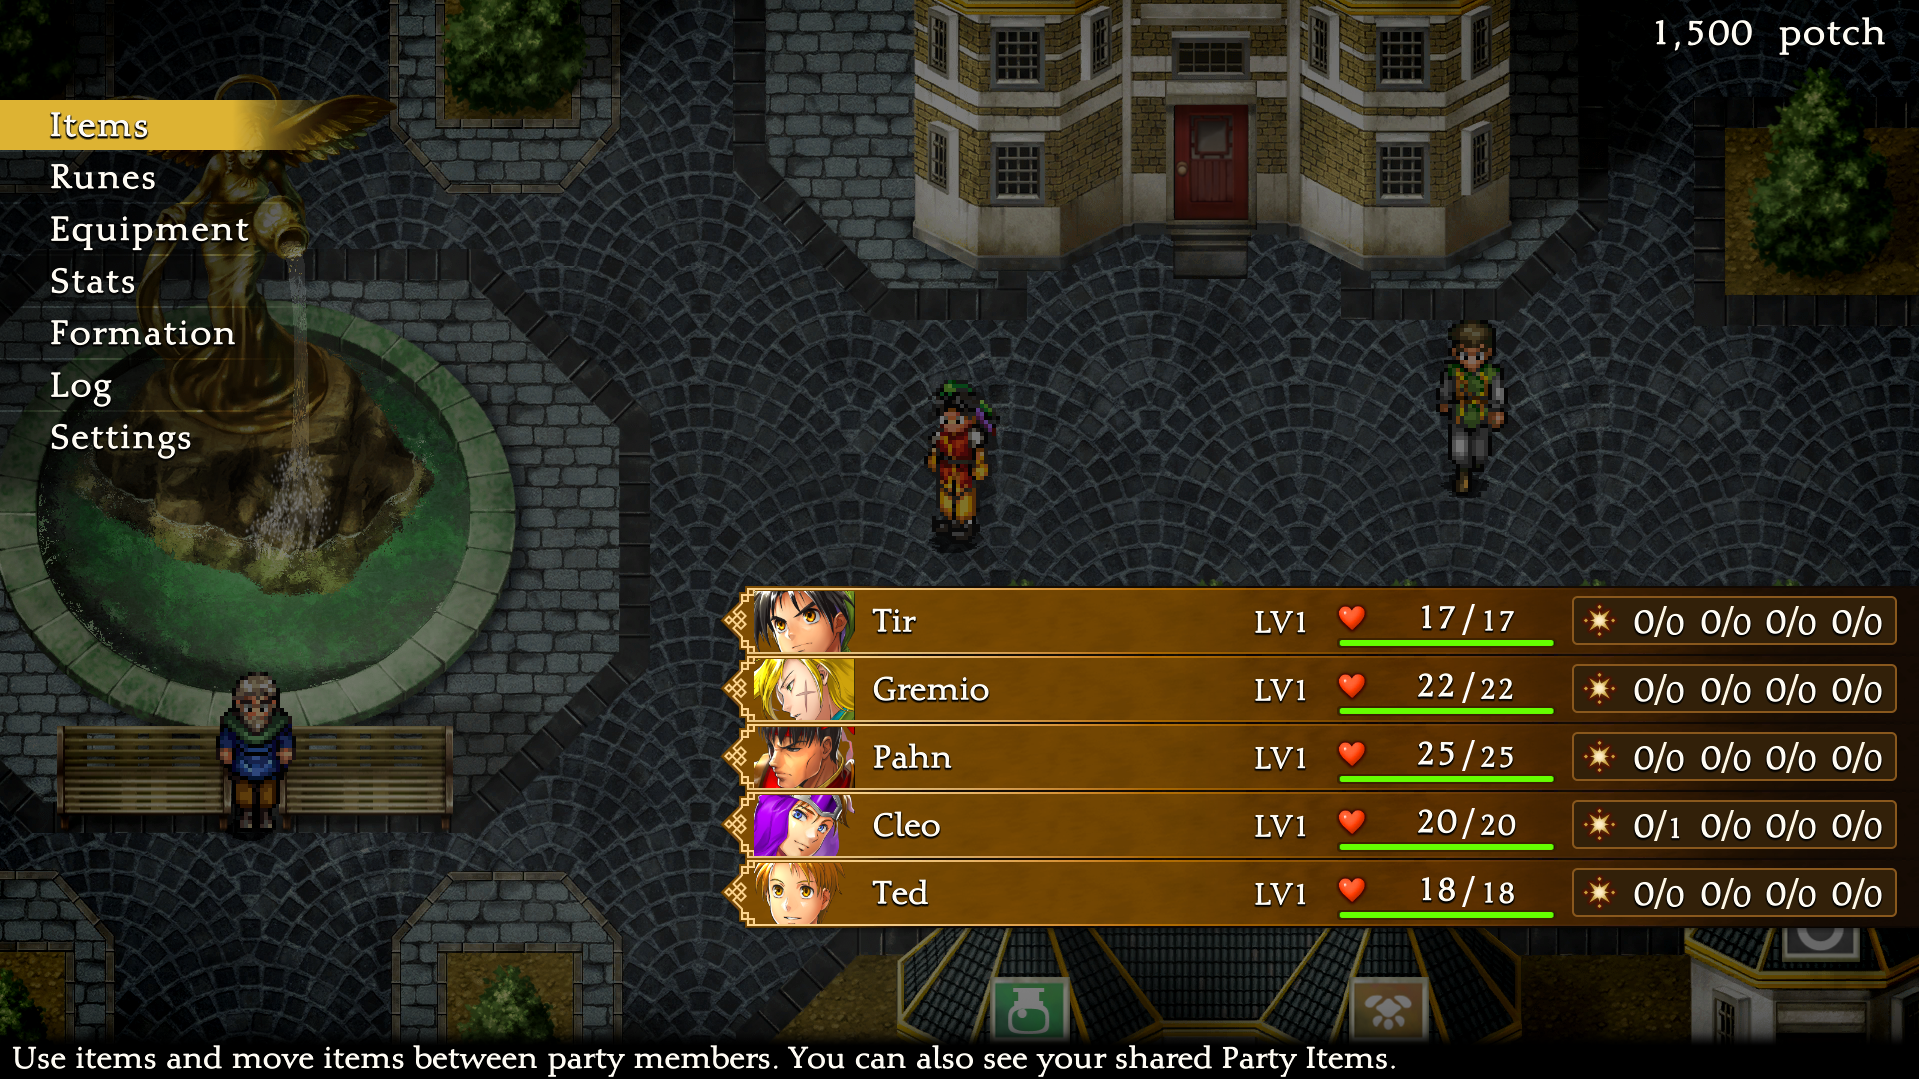 1,500 potch
Items
Runes
Equipment
Stats
Formation
Log
Settings
Tir LV1 17/17 0/0 0/0 0/0 0/0
Gremio LV1 22/22 0/0 0/0 0/0 0/0
Pahn LV1 25/25 0/0 0/0 0/0 0/0
Cleo LV1 20/20 0/1 0/0 0/0 0/0
Ted LV1 18/18 0/0 0/0 0/0 0/0
Use items and move items between party members. You can also see your shared Party Items.